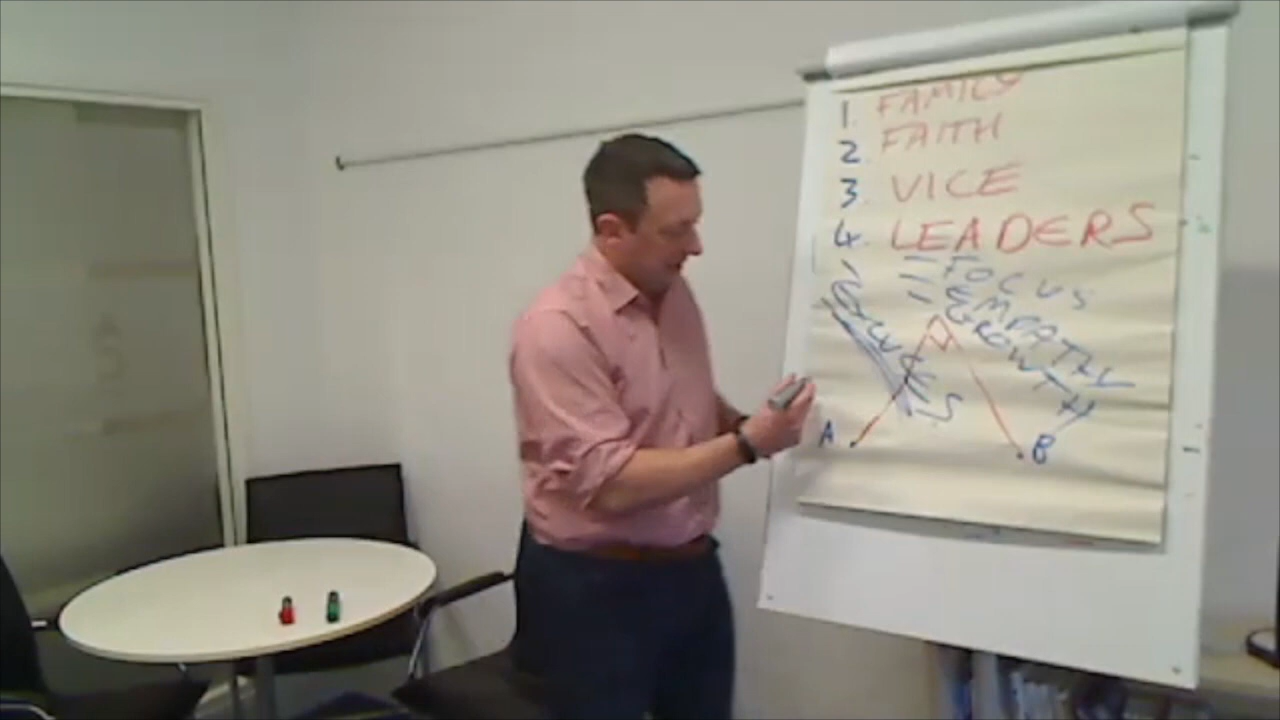 1. FAMILY
2. FAITH
3. VICE
4. LEADERS
- FOCUS
- EMPATHY
- GROWTH
EXCUSES
A
B